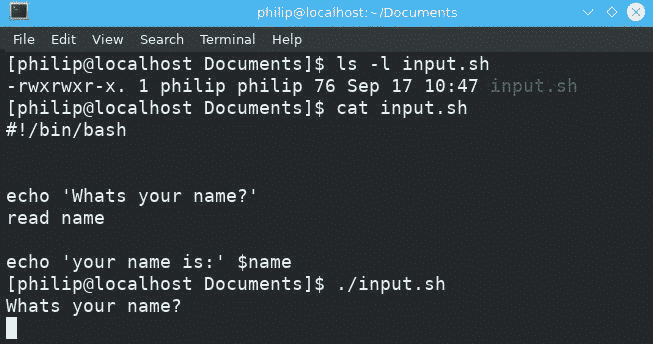 philip@localhost:~/Documents
File Edit View Search Terminal Help
[philip@localhost Documents]$ ls -l input.sh
-rwxrwxr-x. 1 philip philip 76 Sep 17 10:47 input.sh
[philip@localhost Documents]$ cat input.sh
#!/bin/bash
echo 'Whats your name?'
read name
echo 'your name is:' $name
[philip@localhost Documents]$ ./input.sh
Whats your name?